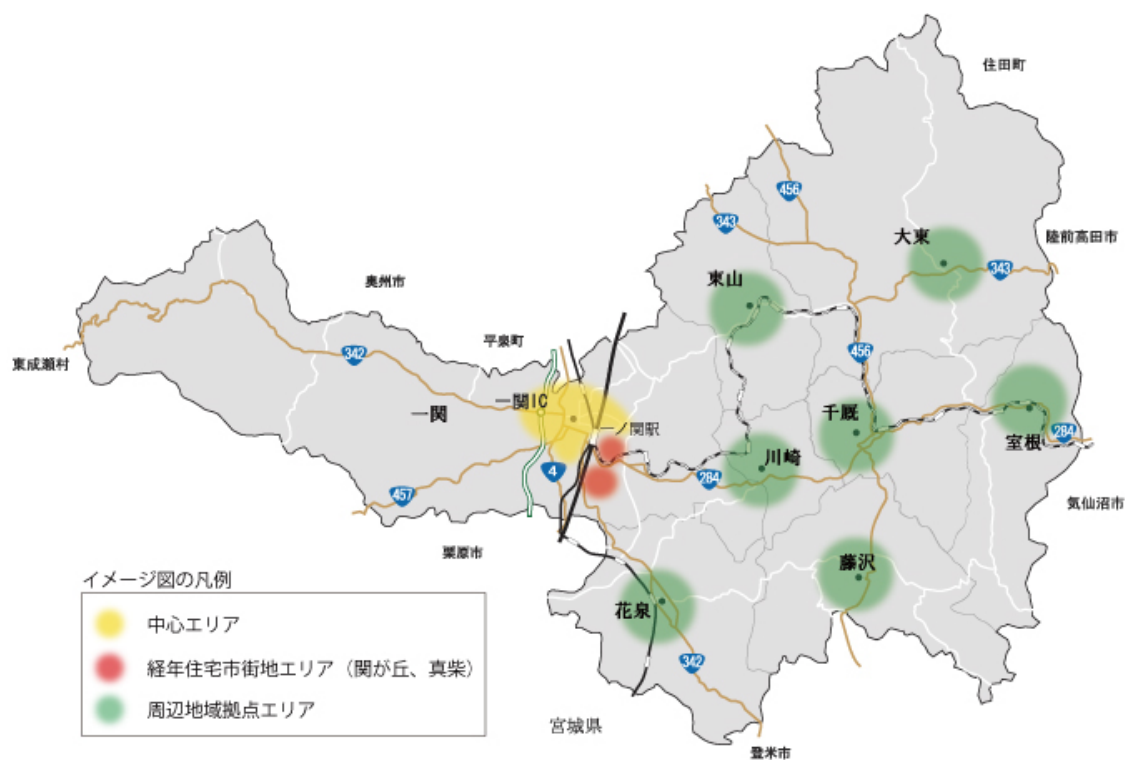 住田町
456
343
大東
陸前高田市
343
東山
奥州市
平泉町
456
342
東成瀬村
一関IC
一関
一ノ関駅
千厩
284
室根
川崎
4
284
457
気仙沼市
栗原市
藤沢
花泉
342
宮城県
登米市
イメージ図の凡例
中心エリア
経年住宅市街地エリア（関が丘、真柴）
周辺地域拠点エリア